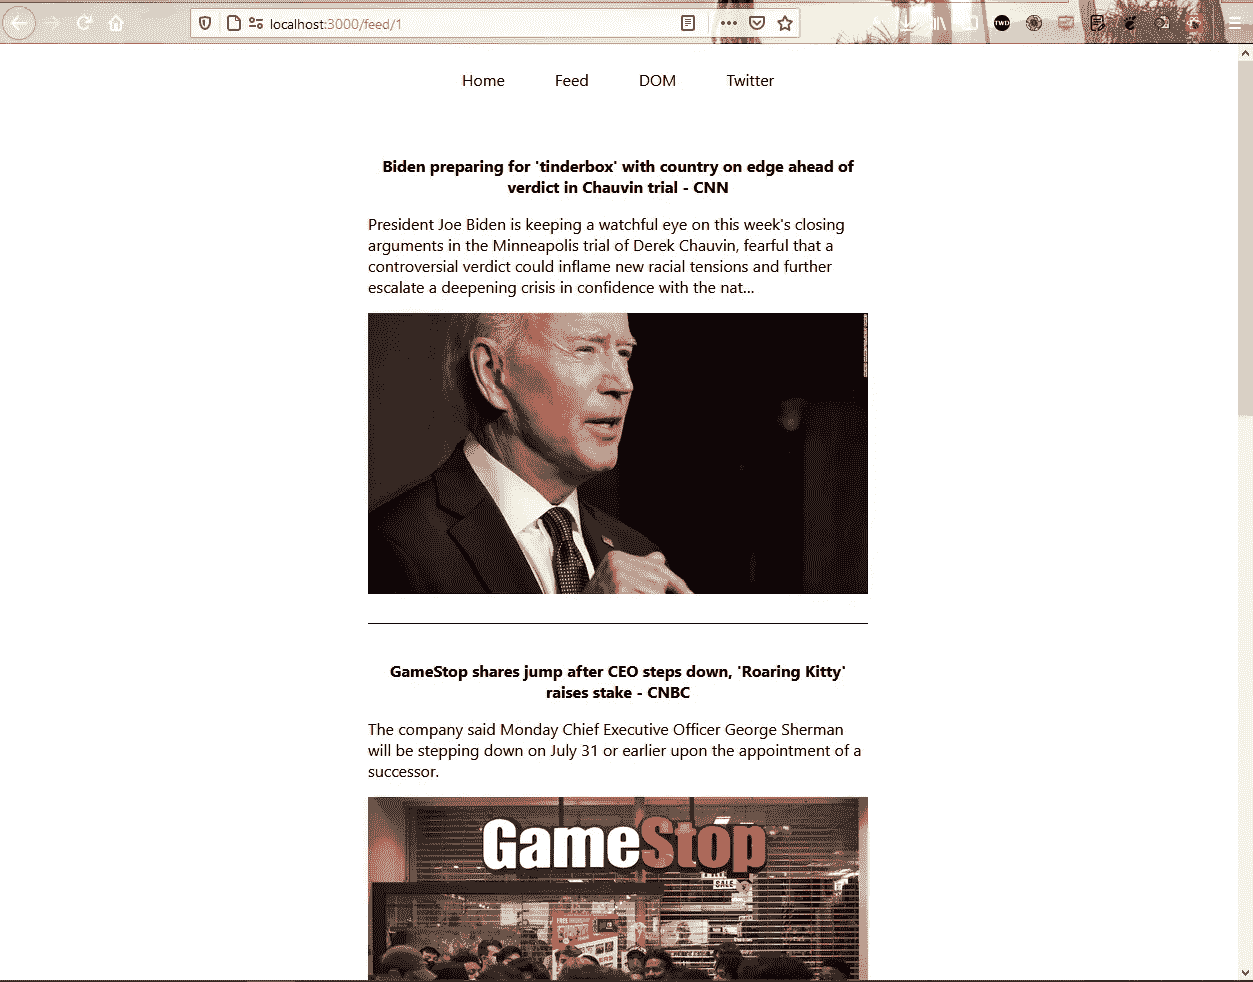 localhost:3000/feed/1
TWD
Home Feed DOM Twitter
Biden preparing for 'tinderbox' with country on edge ahead of
verdict in Chauvin trial - CNN
President Joe Biden is keeping a watchful eye on this week's closing
arguments in the Minneapolis trial of Derek Chauvin, fearful that a
controversial verdict could inflame new racial tensions and further
escalate a deepening crisis in confidence with the nat...
GameStop shares jump after CEO steps down, 'Roaring Kitty'
raises stake - CNBC
The company said Monday Chief Executive Officer George Sherman
will be stepping down on July 31 or earlier upon the appointment of a
successor.
GameStop
SALE